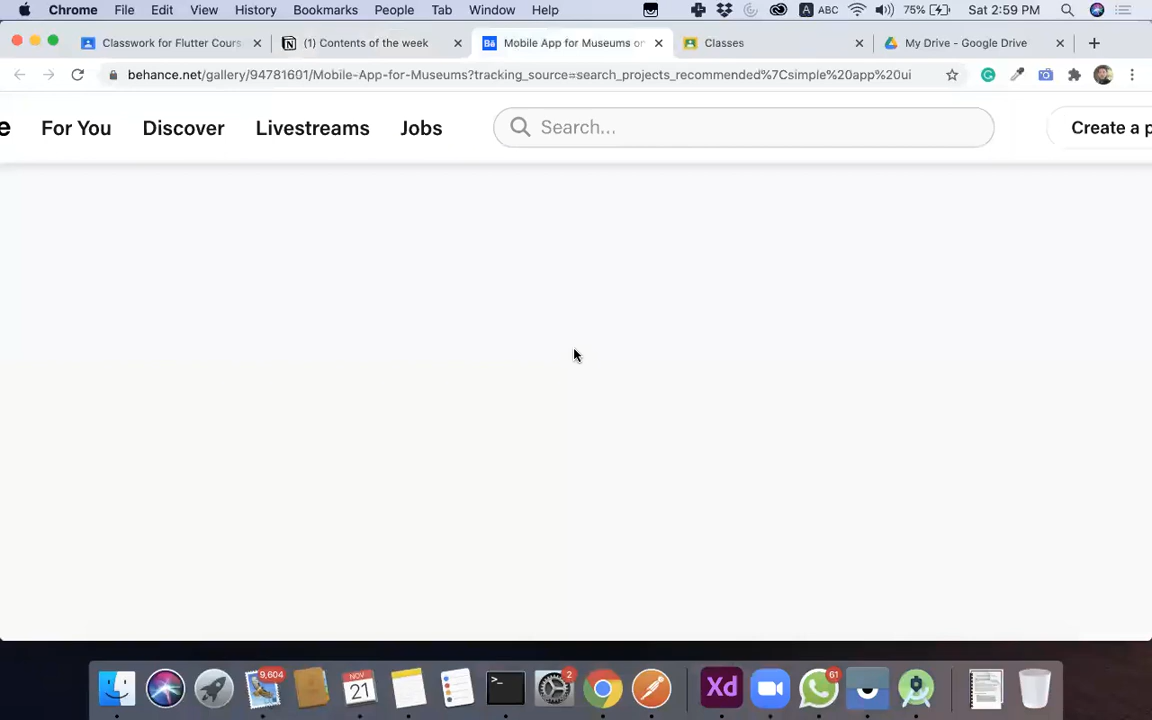 Chrome File Edit View History Bookmarks People Tab Window Help A ABC 75% Sat 2:59 PM
Classwork for Flutter Cours (1) Contents of the week Bē Mobile App for Museums on Classes My Drive - Google Drive
behance.net/gallery/94781601/Mobile-App-for-Museums?tracking_source=search_projects_recommended%7Csimple%20app%20ui
e For You Discover Livestreams Jobs Search... Create a p
9,604 NOV 21 >_ 2 Xd 61